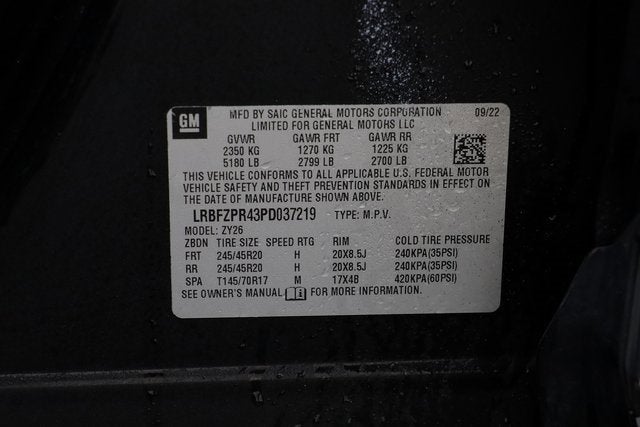 GM
MFD BY SAIC GENERAL MOTORS CORPORATION 09/22
LIMITED FOR GENERAL MOTORS LLC
GVWR GAWR FRT GAWR RR
2350 KG 1270 KG 1225 KG
5180 LB 2799 LB 2700 LB
THIS VEHICLE CONFORMS TO ALL APPLICABLE U.S. FEDERAL MOTOR
VEHICLE SAFETY AND THEFT PREVENTION STANDARDS IN EFFECT ON
THE DATE OF MANUFACTURE SHOWN ABOVE.
LRBFZPR43PD037219 TYPE: M.P.V.
MODEL: ZY26
ZBDN TIRE SIZE SPEED RTG RIM COLD TIRE PRESSURE
FRT 245/45R20 H 20X8.5J 240KPA(35PSI)
RR 245/45R20 H 20X8.5J 240KPA(35PSI)
SPA T145/70R17 M 17X4B 420KPA(60PSI)
SEE OWNER'S MANUAL FOR MORE INFORMATION.